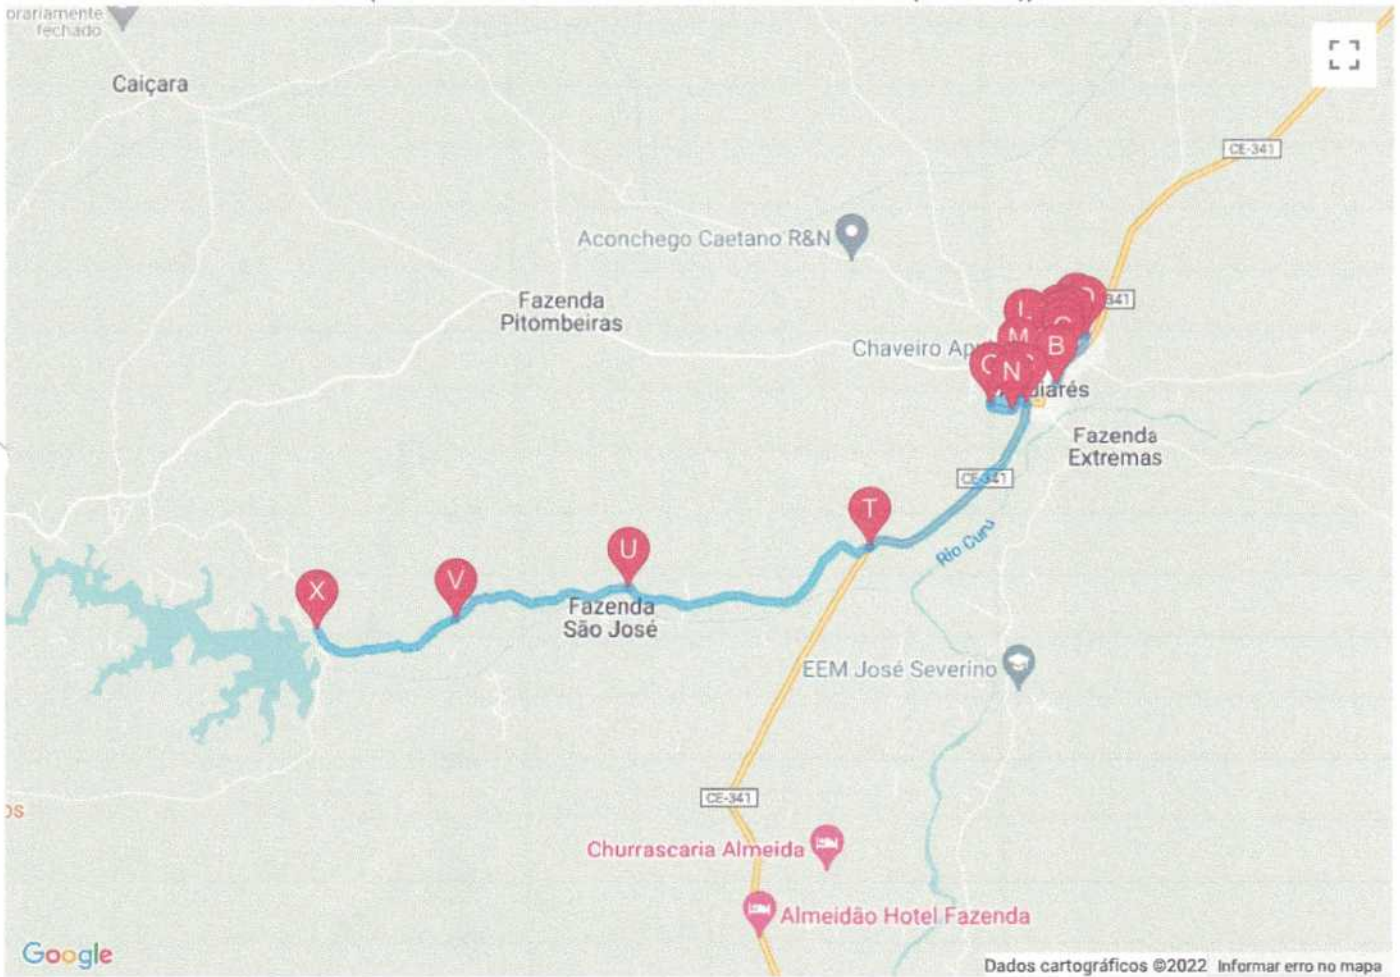 orariamente
fechado
Caiçara
CE-341
Aconchego Caetano R&N
Fazenda
Pitombeiras
341
L
M
B
N
Chaveiro Ap
iarés
Fazenda
Extremas
CE-341
T
Rio Curu
U
V
X
Fazenda
São José
EEM José Severino
CE-341
os
Churrascaria Almeida
Almeidão Hotel Fazenda
Google
Dados cartográficos ©2022 Informar erro no mapa